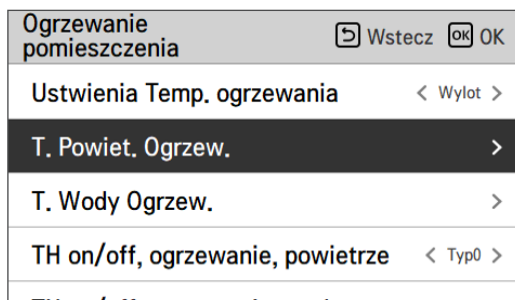 Ogrzewanie
pomieszczenia
Wstecz OK OK
Ustwienia Temp. ogrzewania < Wylot >
T. Powiet. Ogrzew. >
T. Wody Ogrzew. >
TH on/off, ogrzewanie, powietrze < Typ0 >